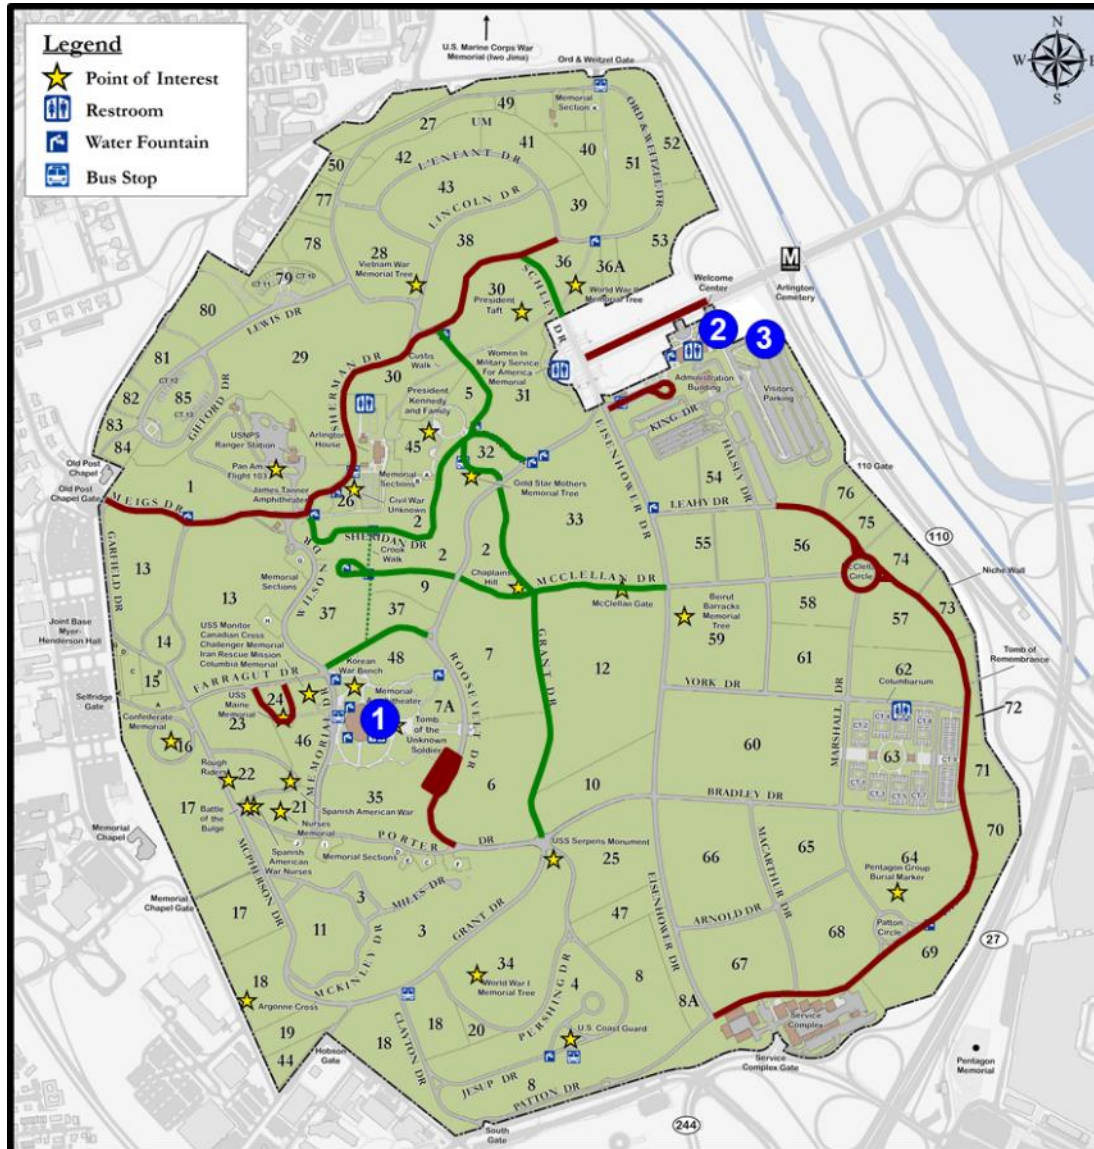 Legend
Point of Interest
Restroom
Water Fountain
Bus Stop
U.S. Marine Corps War
Memorial (Iwo Jima)
Ord & Weitzel Gate
N
W
E
S
Memorial
Section
49
27
UM
41
40
ORD & WEITZEL DR
51
52
50
42
L'ENFANT DR
77
43
LINCOLN DR
39
78
38
53
28
Vietnam War
Memorial Tree
36
36A
SCHLEY DR
World War II
Memorial Tree
M
Arlington
Cemetery
Welcome
Center
79
CT 10
CT 11
30
President
Taft
80
LEWIS DR
29
SHERMAN DR
Custis
Walk
Women In
Military Service
For America
Memorial
2
3
81
CT 12
30
5
31
Administration
Building
Visitors
Parking
82
85
CT 13
GIFFORD DR
President
Kennedy
and Family
KING DR
83
84
USNPS
Ranger Station
Arlington
House
45
32
EISENHOWER DR
HALSEY DR
Old Post
Chapel
Pan Am
Flight 103
Memorial
Sections
A
Gold Star Mothers
Memorial Tree
54
110 Gate
Old Post
Chapel Gate
1
James Tanner
Amphitheater
26
Civil War
Unknown
33
76
MEIGS DR
2
LEAHY DR
75
SHERIDAN DR
Crook
Walk
2
2
55
56
74
110
GARFIELD DR
13
WILSON DR
Memorial
Sections
9
Chaplains
Hill
MCCLELLAN DR
McClellan Gate
McClellan
Circle
Niche Wall
13
37
37
58
57
73
Joint Base
Myer-
Henderson Hall
14
USS Monitor
Canadian Cross
Challenger Memorial
Iran Rescue Mission
Columbia Memorial
H
Beirut
Barracks
Memorial
Tree
59
61
Tomb of
Remembrance
15
FARRAGUT DR
Korean
War Bench
48
7
GRANT DR
12
62
Columbarium
Selfridge
Gate
24
USS
Maine
Memorial
Memorial
Amphitheater
7A
ROOSEVELT DR
YORK DR
72
Confederate
Memorial
16
23
46
MEMORIAL DR
1
Tomb
of the
Unknown
Soldier
60
MARSHALL DR
63
Rough
Riders
22
35
6
10
71
17
Battle
of the
Bulge
21
Nurses
Memorial
Spanish American War
BRADLEY DR
70
Memorial
Chapel
Spanish
American
War Nurses
Memorial Sections
PORTER
DR
USS Serpens Monument
25
66
MACARTHUR DR
65
64
Pentagon Group
Burial Marker
MCPHERSON DR
3
MILES DR
EISENHOWER DR
Memorial
Chapel Gate
17
11
3
GRANT DR
47
ARNOLD DR
68
Patton
Circle
27
MCKINLEY DR
34
World War I
Memorial Tree
PERSHING DR
4
8
67
69
18
Argonne Cross
8A
18
20
Service
Complex
19
18
CLAYTON DR
U.S. Coast Guard
44
Hobson
Gate
JESUP DR
8
PATTON DR
Service
Complex Gate
Pentagon
Memorial
South
Gate
244